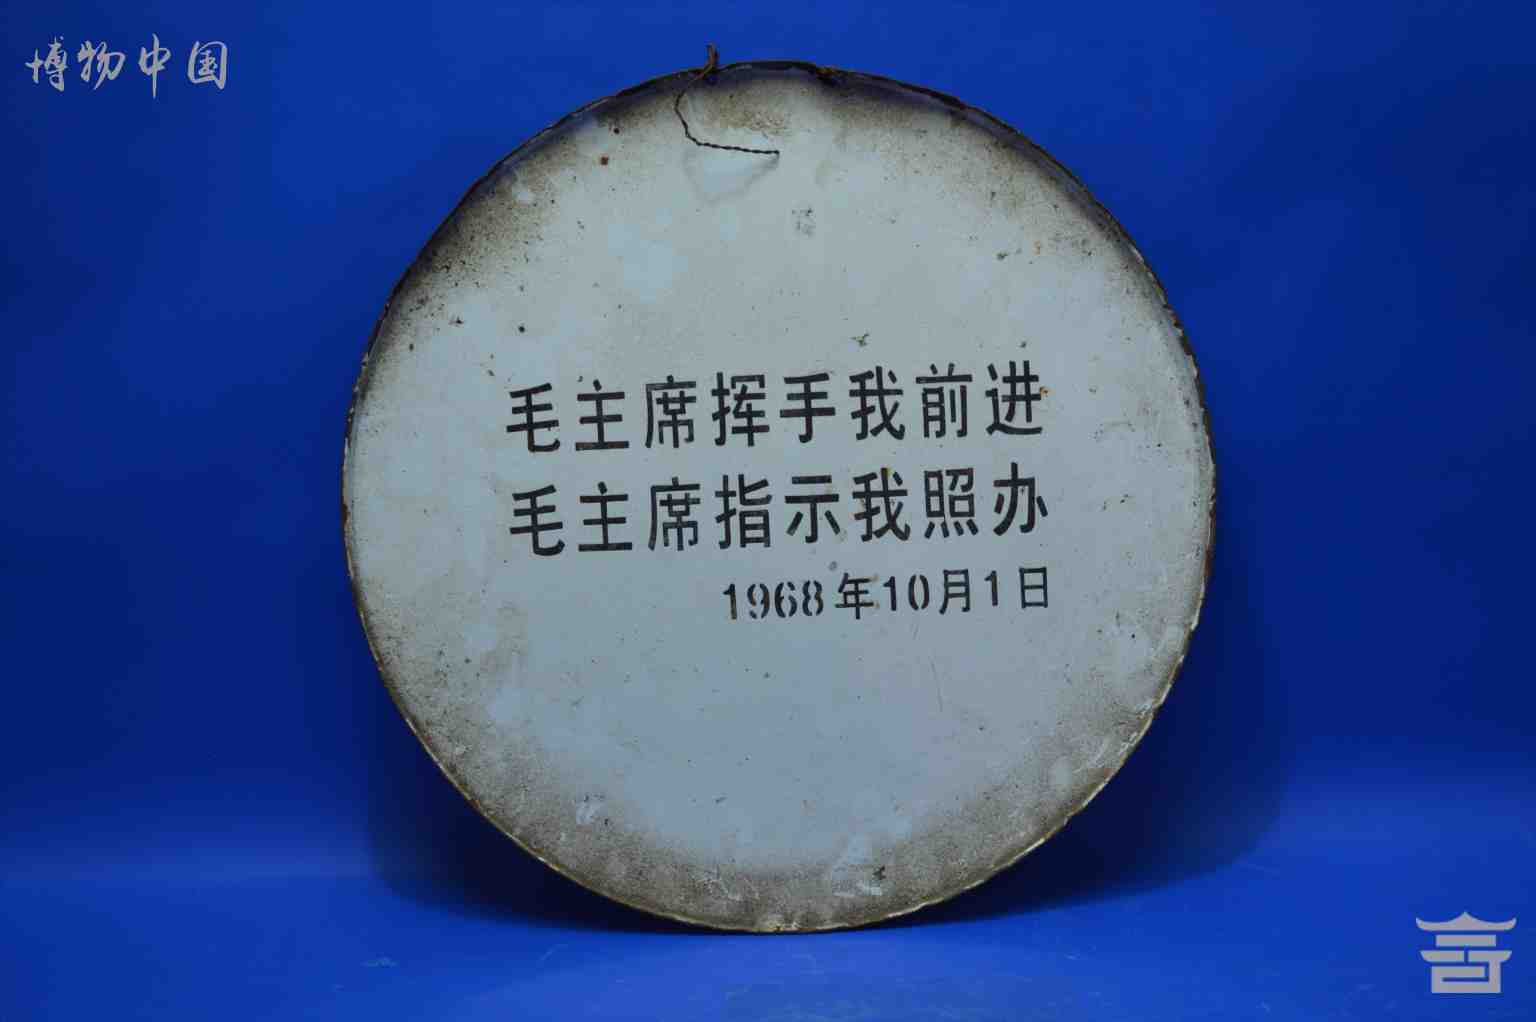 博物中国
毛主席挥手我前进
毛主席指示我照办
1968年10月1日